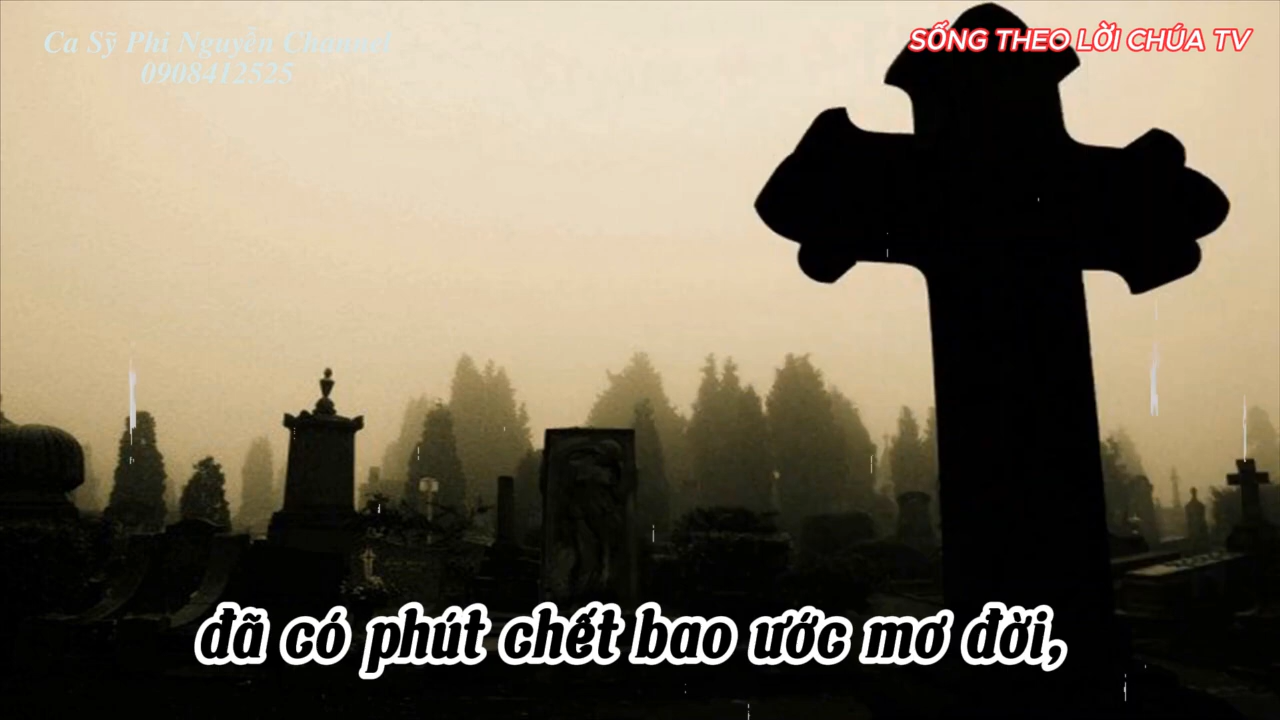 Ca Sỹ Phi Nguyễn Channel
0908412525
SỐNG THEO LỜI CHÚA TV
đã có phút chết bao ước mơ đời,